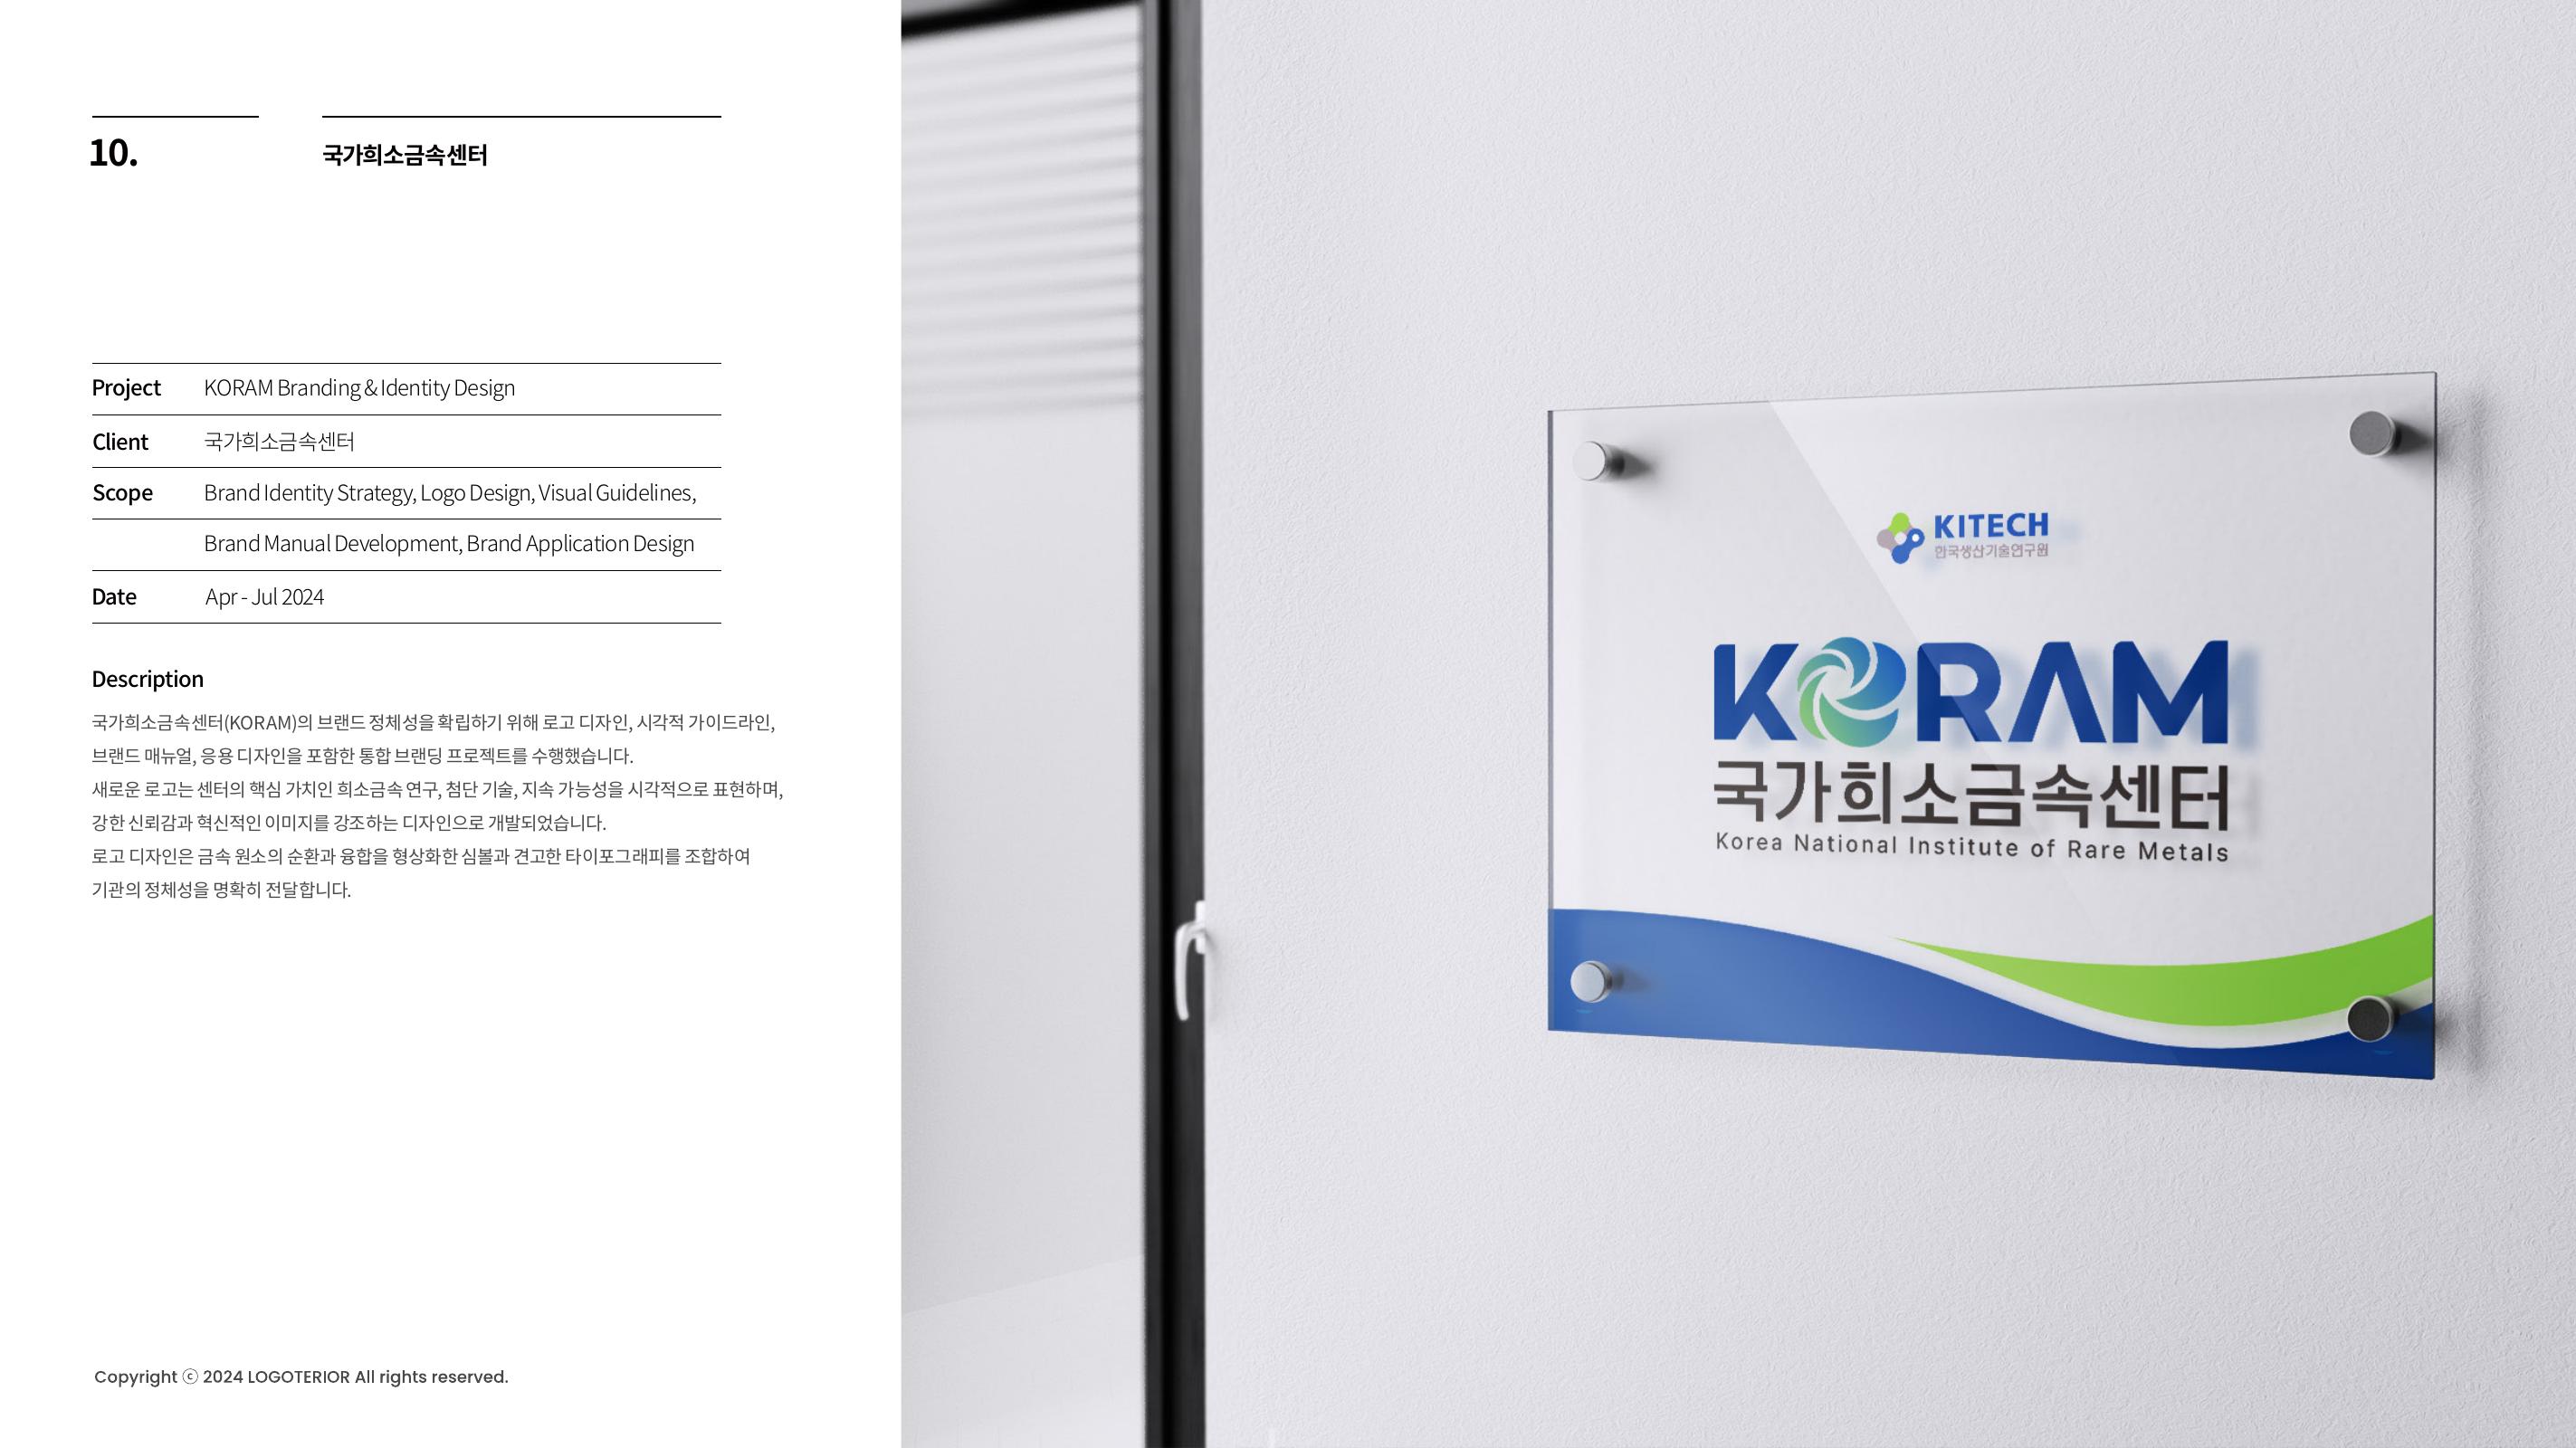 10.
국가희소금속센터
Project KORAM Branding & Identity Design
Client 국가희소금속센터
Scope Brand Identity Strategy, Logo Design, Visual Guidelines,
Brand Manual Development, Brand Application Design
Date Apr - Jul 2024
Description
국가희소금속센터(KORAM)의 브랜드 정체성을 확립하기 위해 로고 디자인, 시각적 가이드라인,
브랜드 매뉴얼, 응용 디자인을 포함한 통합 브랜딩 프로젝트를 수행했습니다.
새로운 로고는 센터의 핵심 가치인 희소금속 연구, 첨단 기술, 지속 가능성을 시각적으로 표현하며,
강한 신뢰감과 혁신적인 이미지를 강조하는 디자인으로 개발되었습니다.
로고 디자인은 금속 원소의 순환과 융합을 형상화한 심볼과 견고한 타이포그래피를 조합하여
기관의 정체성을 명확히 전달합니다.
Copyright ⓒ 2024 LOGOTERIOR All rights reserved.
KITECH
한국생산기술연구원
KORAM
국가희소금속센터
Korea National Institute of Rare Metals